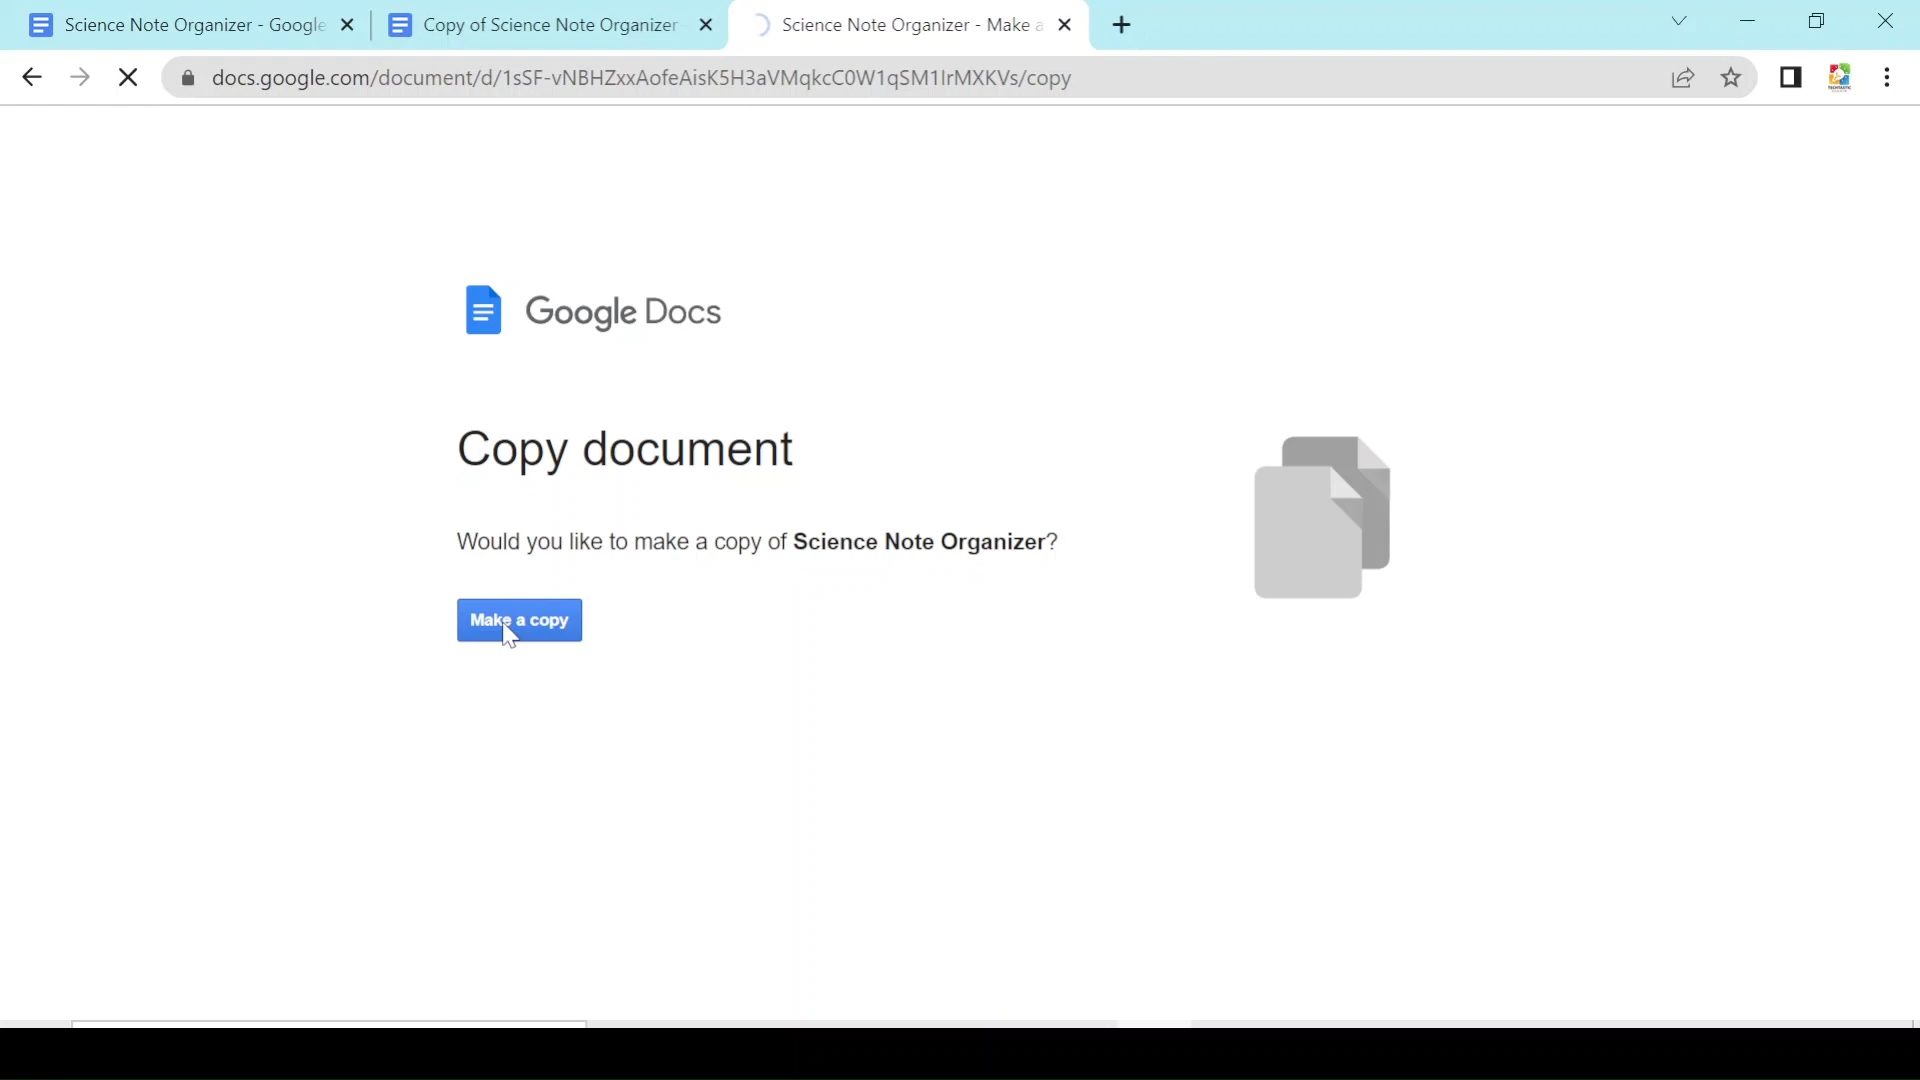 Science Note Organizer - Google
Copy of Science Note Organizer
Science Note Organizer - Make a
docs.google.com/document/d/1sSF-vNBHZxxAofeAisK5H3aVMqkcC0W1qSM1IrMXKVs/copy
Google Docs
Copy document
Would you like to make a copy of Science Note Organizer?
Make a copy